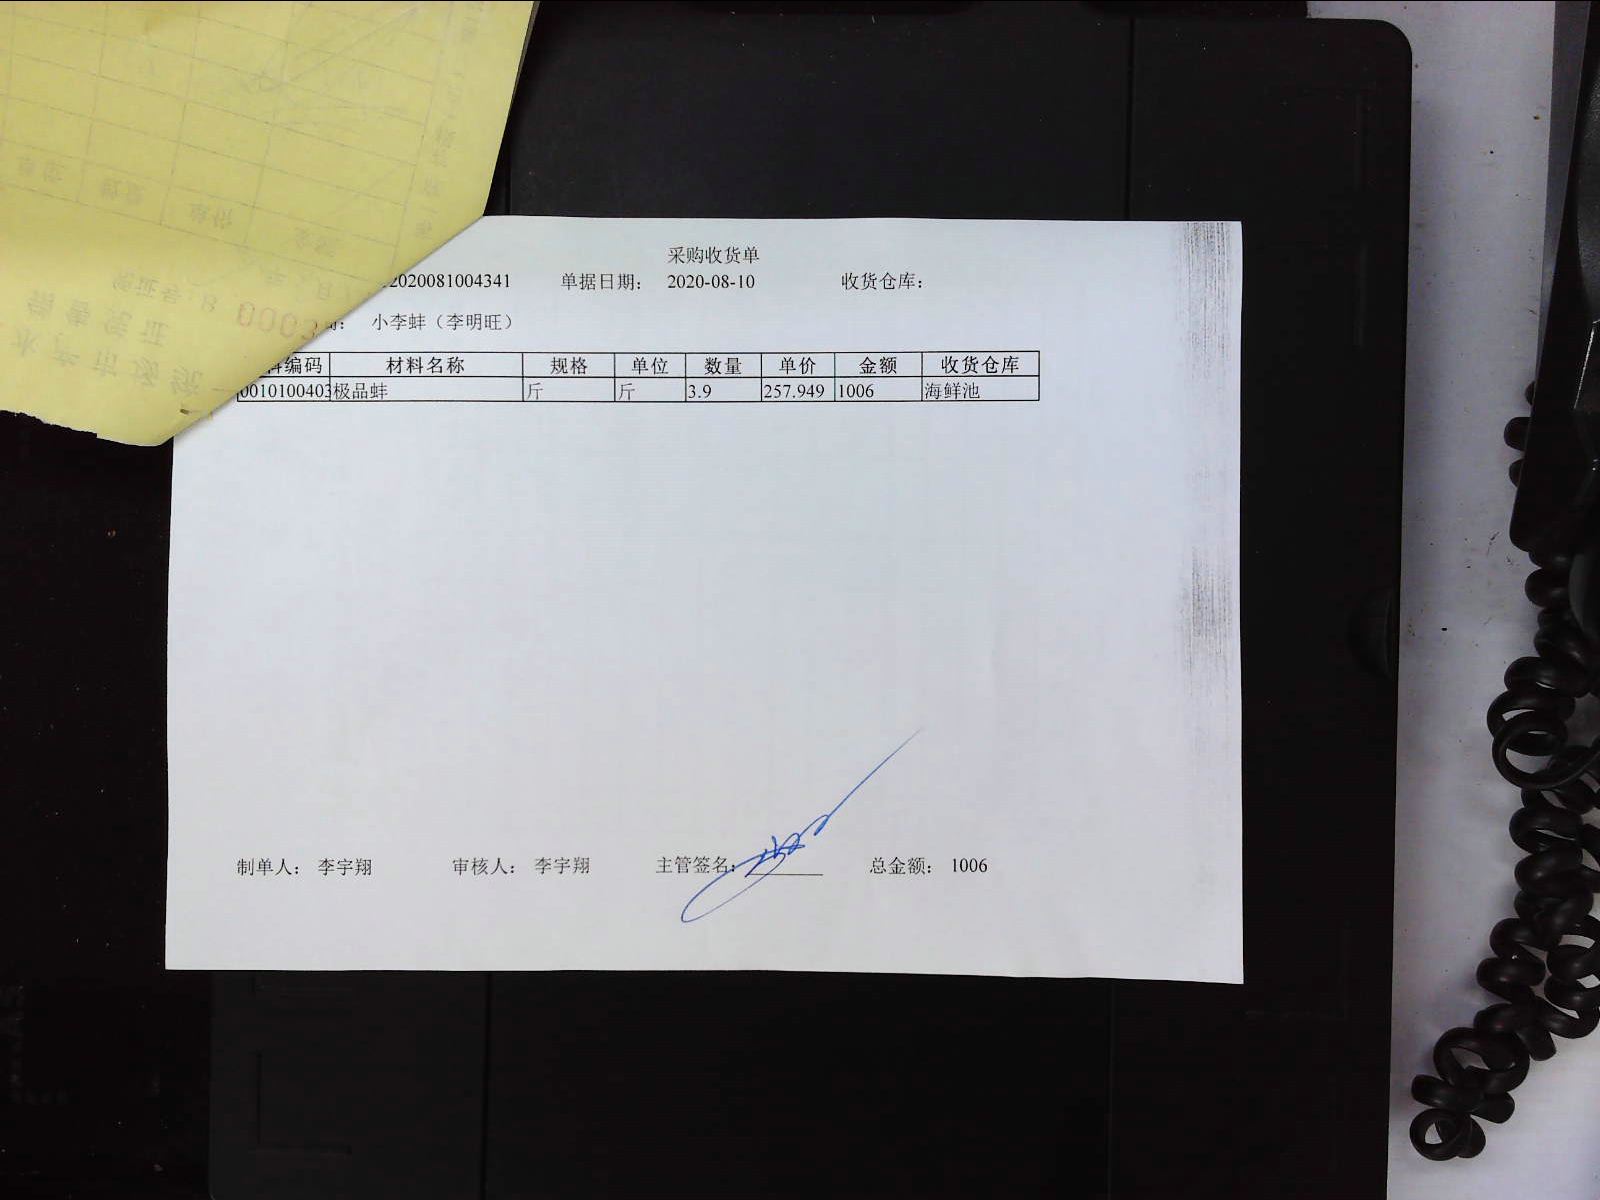 采购收货单
2020081004341 单据日期： 2020-08-10 收货仓库：
小李蚌（李明旺）
编码 材料名称 规格 单位 数量 单价 金额 收货仓库
0010100403 极品蚌 斤 斤 3.9 257.949 1006 海鲜池
制单人： 李宇翔 审核人： 李宇翔 主管签名： 总金额： 1006
0003